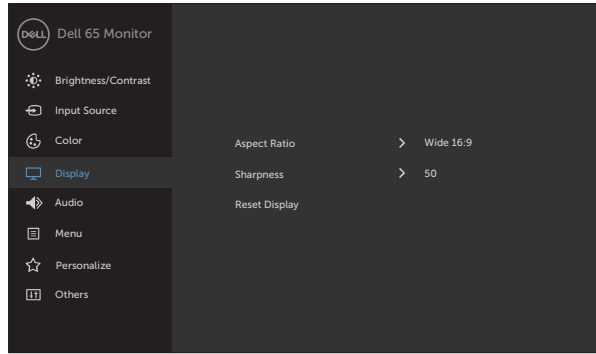 DELL Dell 65 Monitor
Brightness/Contrast
Input Source
Color
Aspect Ratio Wide 16:9
Display
Sharpness 50
Audio
Reset Display
Menu
Personalize
Others